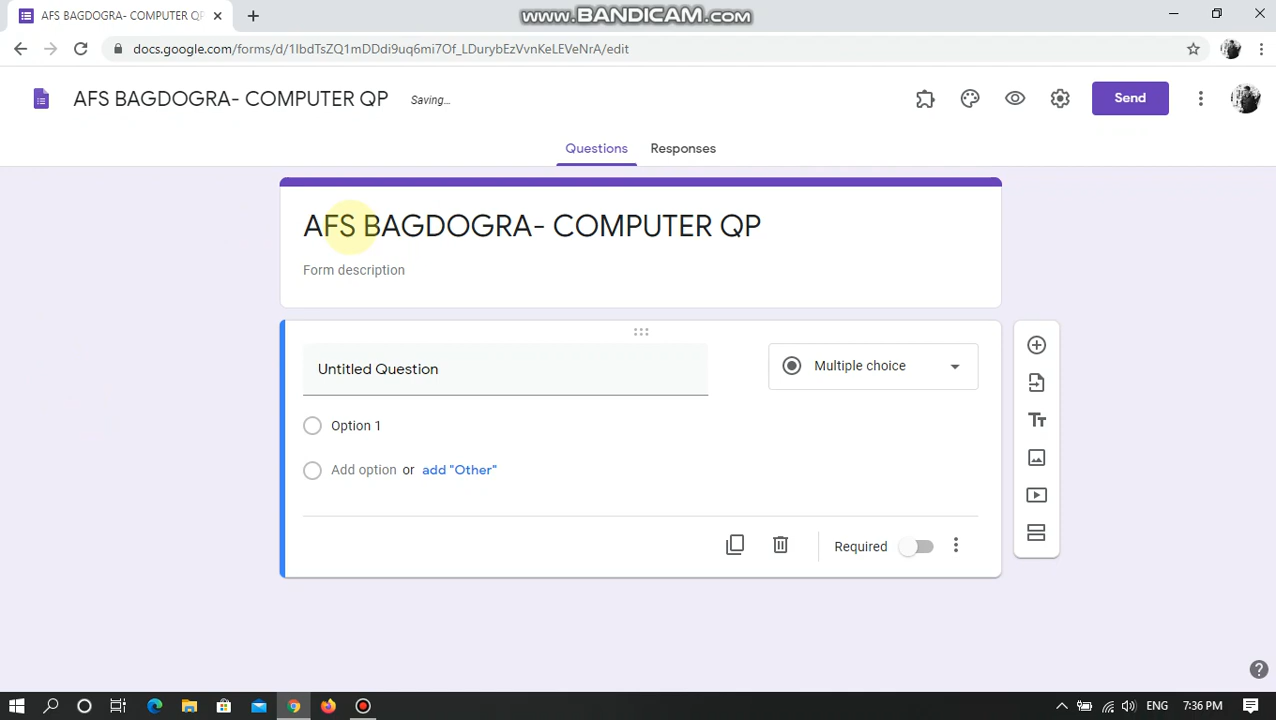 AFS BAGDOGRA- COMPUTER QP
www.BANDICAM.com
docs.google.com/forms/d/1IbdTsZQ1mDDdi9uq6mi7Of_LDurybEzVvnKeLEVeNrA/edit
AFS BAGDOGRA- COMPUTER QP Saving... Send
Questions Responses
AFS BAGDOGRA- COMPUTER QP
Form description
Untitled Question Multiple choice
Option 1
Add option or add "Other"
Required
ENG 7:36 PM